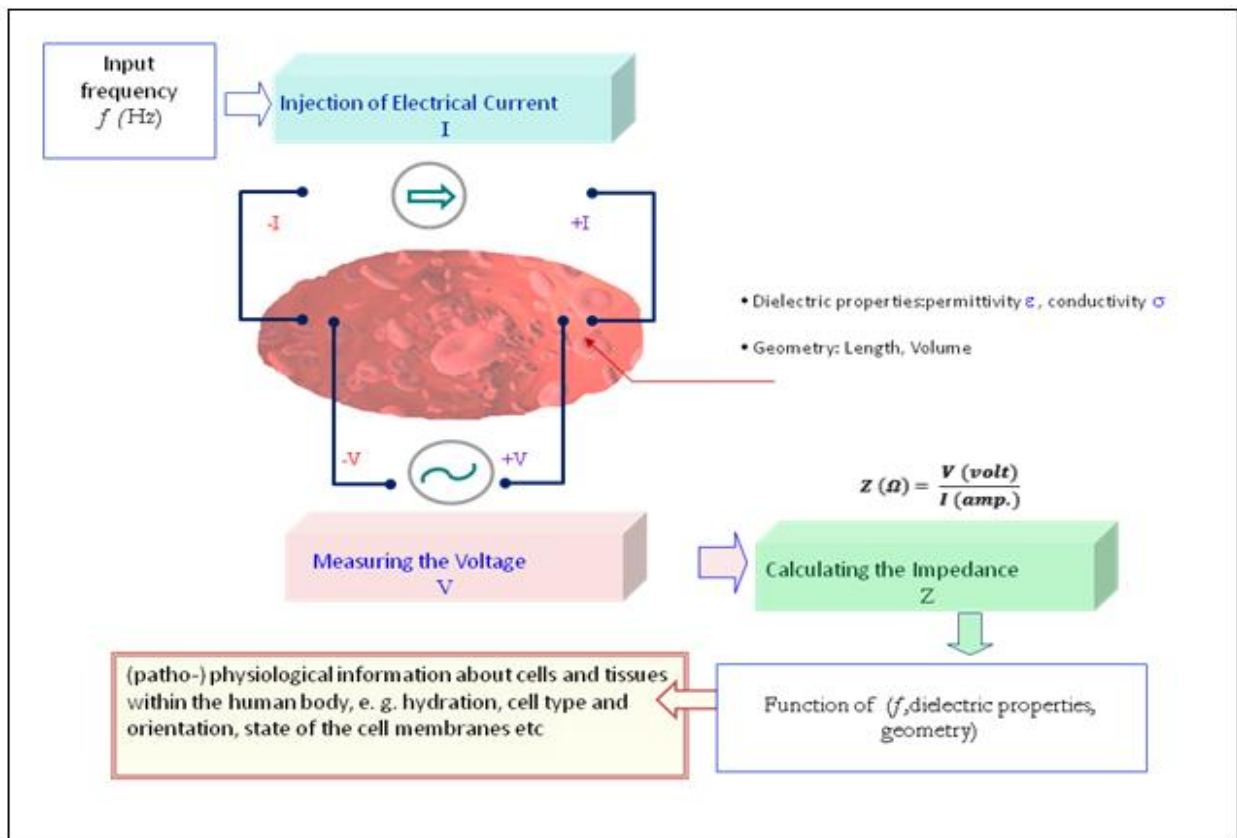 Input
frequency
f (Hz)
Injection of Electrical Current
I
-I
+I
• Dielectric properties:permittivity ε , conductivity σ
• Geometry: Length, Volume
-V
+V
Z (Ω) = V (volt) / I (amp.)
Measuring the Voltage
V
Calculating the Impedance
Z
(patho-) physiological information about cells and tissues
within the human body, e. g. hydration, cell type and
orientation, state of the cell membranes etc
Function of (f,dielectric properties,
geometry)